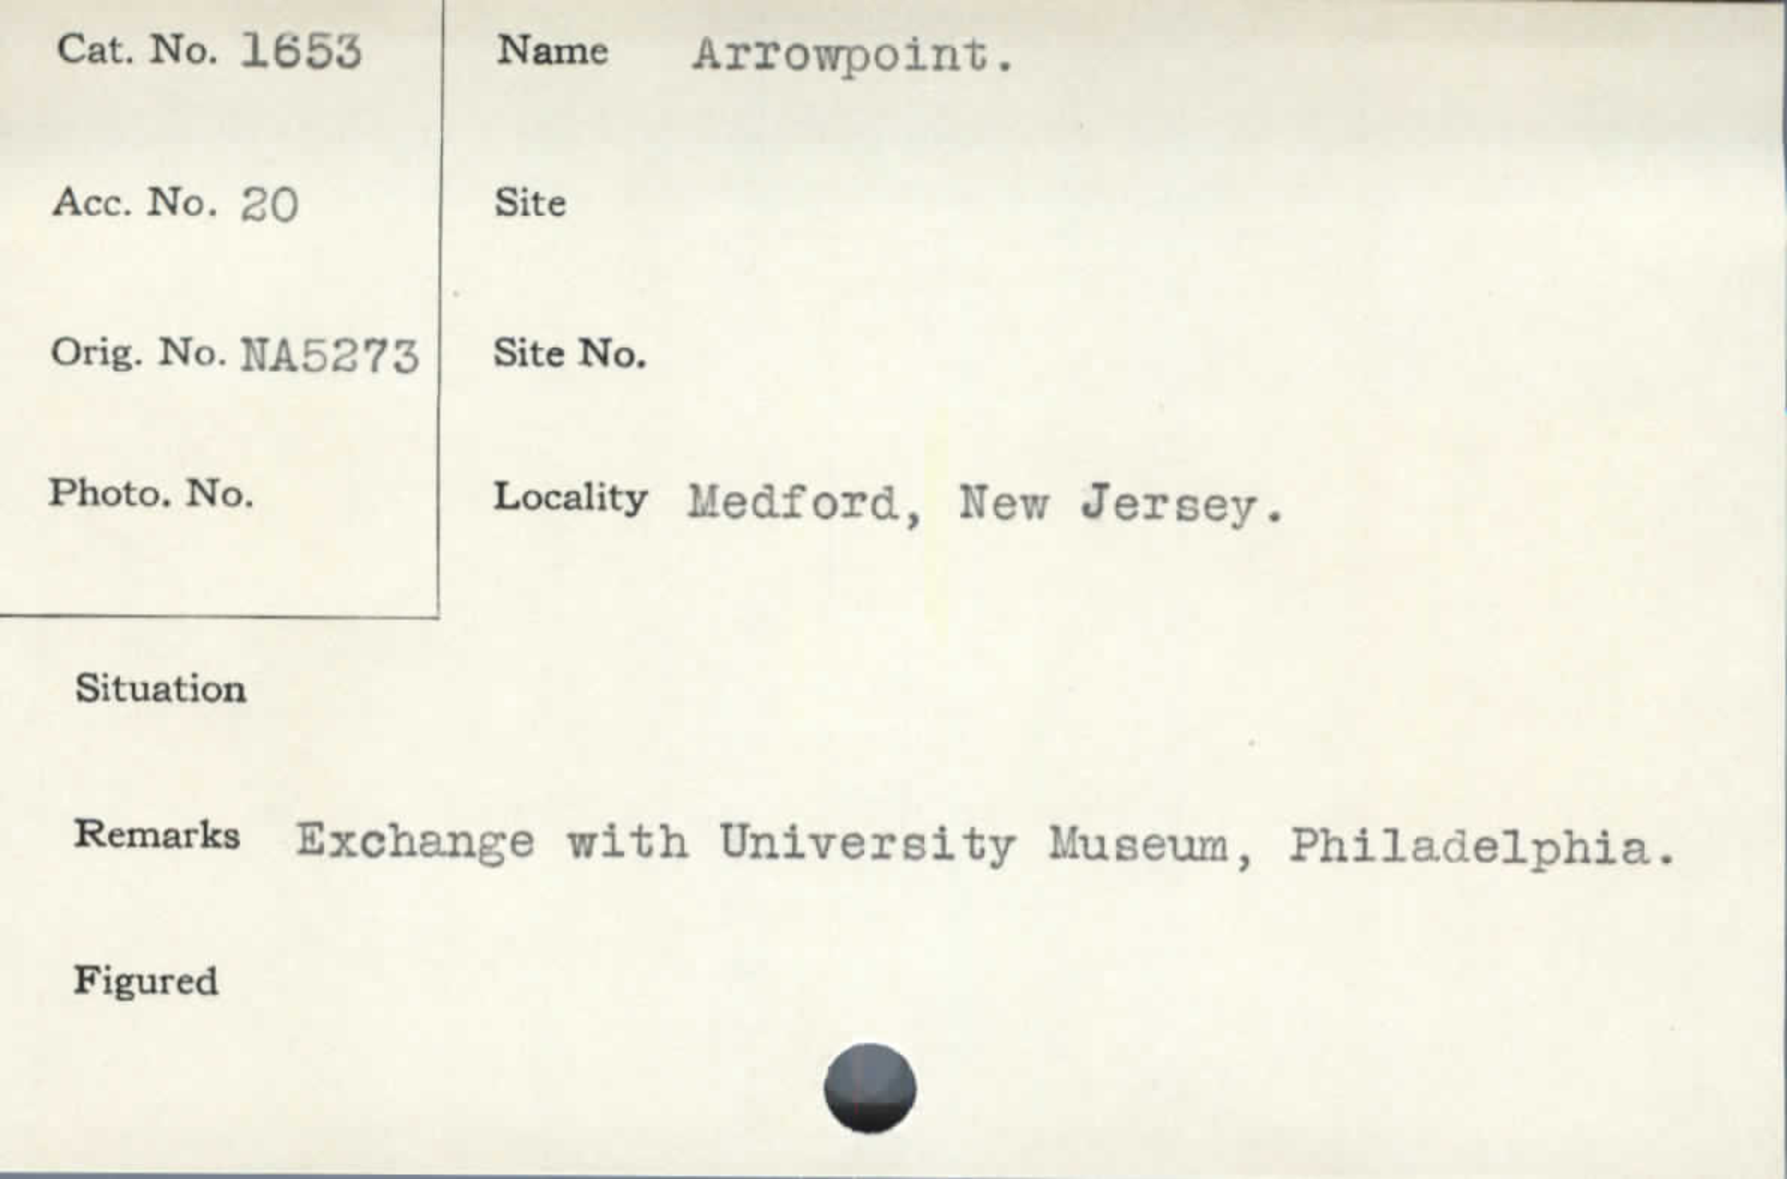 Cat. No. 1653
Name Arrowpoint.
Acc. No. 20
Site
Orig. No. NA5273
Site No.
Photo. No.
Locality Medford, New Jersey.
Situation
Remarks Exchange with University Museum, Philadelphia.
Figured